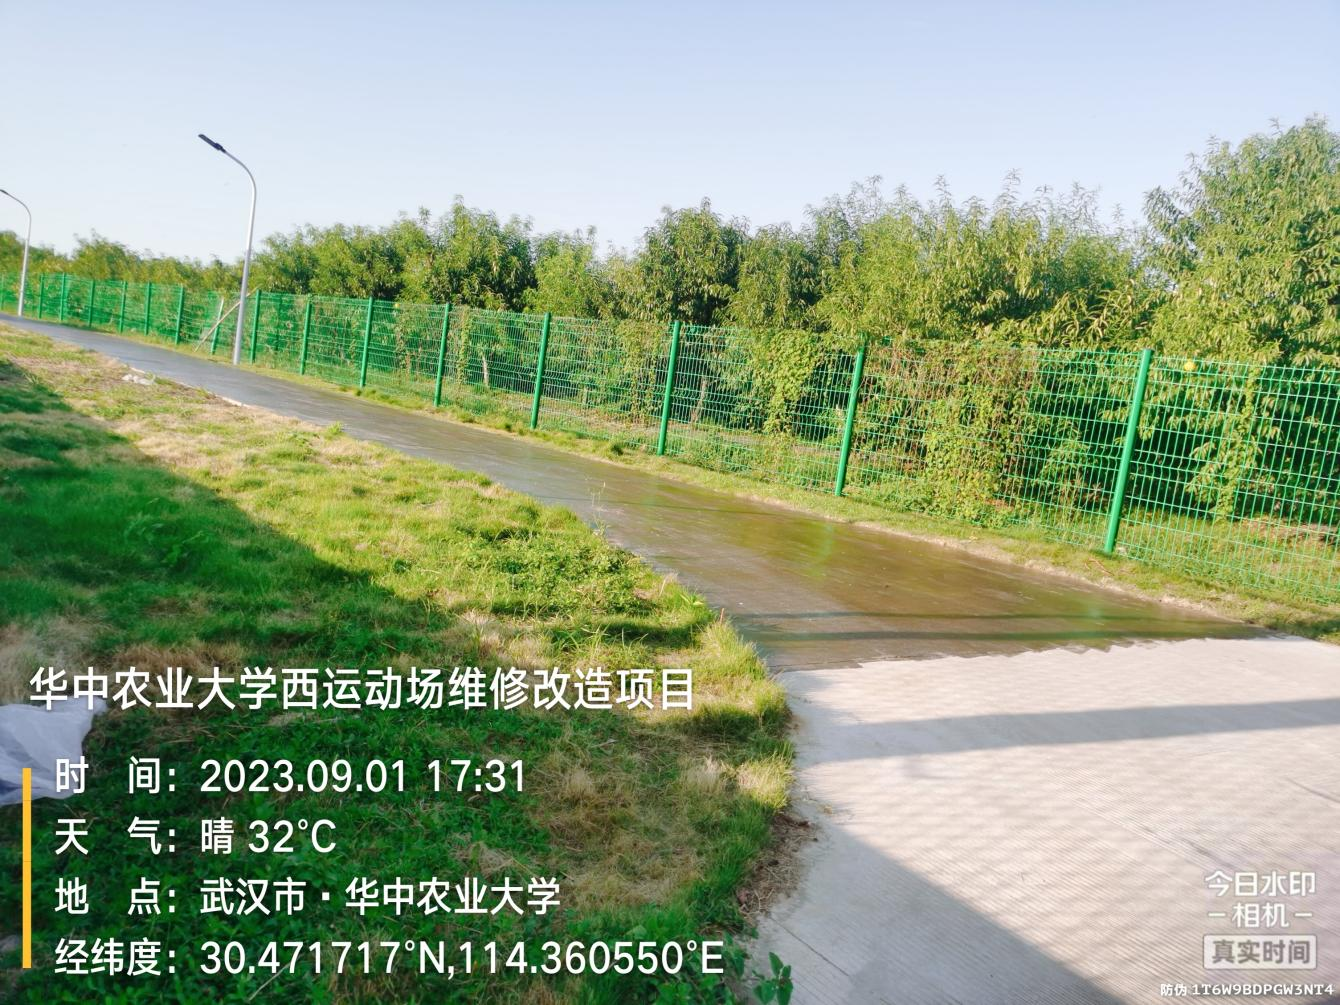 华中农业大学西运动场维修改造项目
时 间：2023.09.01 17:31
天 气：晴 32°C
地 点：武汉市·华中农业大学
经纬度：30.471717°N,114.360550°E
今日水印
相机
真实时间
防伪 1T6W9BDPGW3NT4